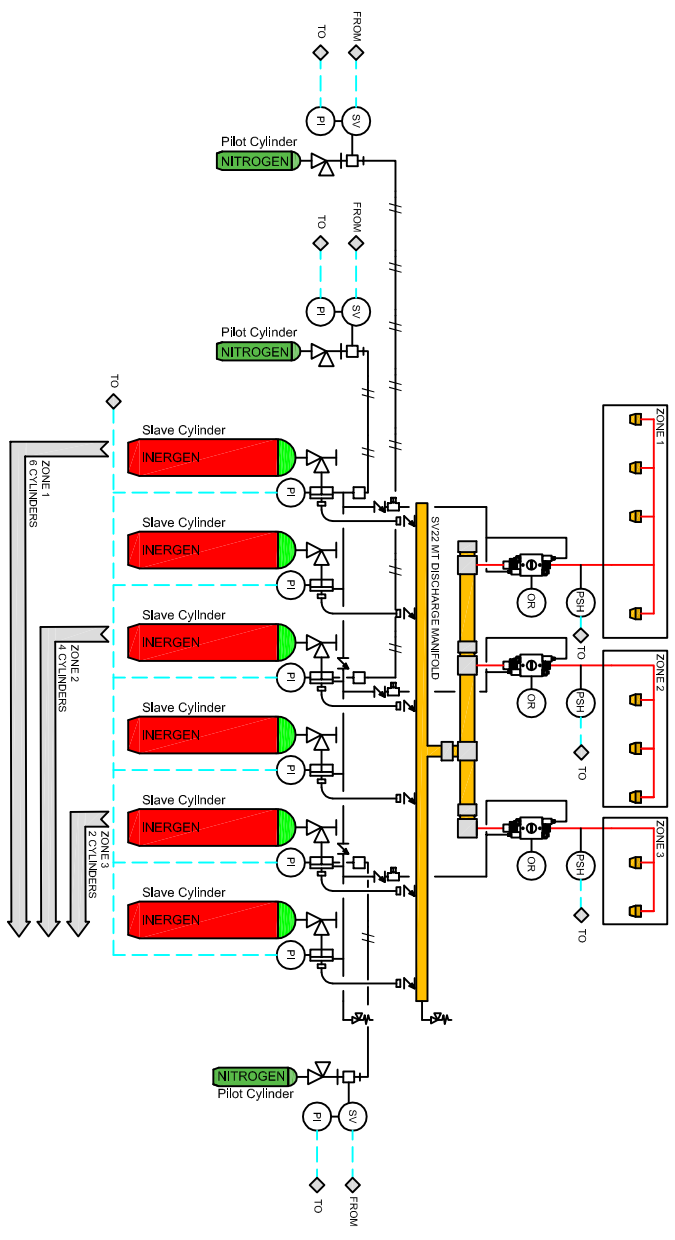 TO
FROM
PI
SV
Pilot Cylinder
NITROGEN
TO
FROM
PI
SV
Pilot Cylinder
NITROGEN
TO
Slave Cylinder
INERGEN
PI
Slave Cylinder
INERGEN
PI
Slave Cylinder
INERGEN
PI
Slave Cylinder
INERGEN
PI
Slave Cylinder
INERGEN
PI
Slave Cylinder
INERGEN
PI
ZONE 1
6 CYLINDERS
ZONE 2
4 CYLINDERS
ZONE 3
2 CYLINDERS
SV22 MT DISCHARGE MANIFOLD
ZONE 1
OR
PSH
TO
ZONE 2
OR
PSH
TO
ZONE 3
OR
PSH
TO
NITROGEN
Pilot Cylinder
PI
SV
TO
FROM